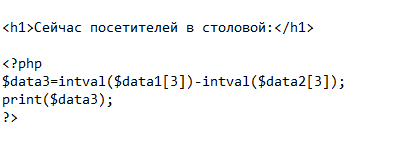 <h1>Сейчас посетителей в столовой:</h1>
<?php
$data3=intval($data1[3])-intval($data2[3]);
print($data3);
?>